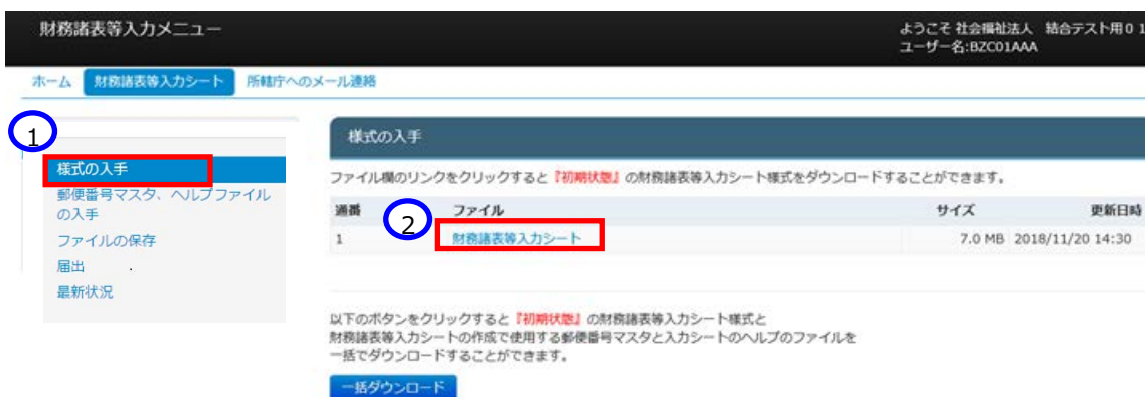 財務諸表等入力メニュー
ようこそ 社会福祉法人 結合テスト用01
ユーザー名:BZC01AAA
ホーム 財務諸表等入力シート 所轄庁へのメール連絡
1
様式の入手
郵便番号マスタ、ヘルプファイル
の入手
ファイルの保存
届出 .
最新状況
様式の入手
ファイル欄のリンクをクリックすると『初期状態』の財務諸表等入力シート様式をダウンロードすることができます。
通番 ファイル サイズ 更新日時
2
1 財務諸表等入力シート 7.0 MB 2018/11/20 14:30
以下のボタンをクリックすると『初期状態』の財務諸表等入力シート様式と
財務諸表等入力シートの作成で使用する郵便番号マスタと入力シートのヘルプのファイルを
一括でダウンロードすることができます。
一括ダウンロード